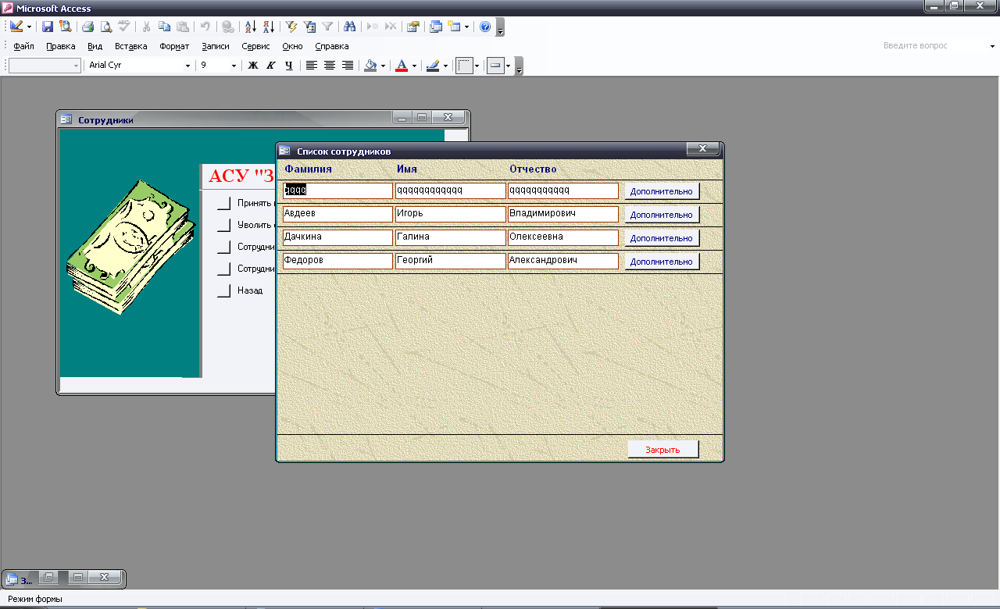 Microsoft Access
Файл Правка Вид Вставка Формат Записи Сервис Окно Справка
Введите вопрос
Arial Cyr 9 Ж К Ч
Сотрудники
АСУ "З
Принять
Уволить
Сотрудни
Сотрудни
Назад
Список сотрудников
Фамилия Имя Отчество
qqqq qqqqqqqqqqqq qqqqqqqqqqq Дополнительно
Авдеев Игорь Владимирович Дополнительно
Дачкина Галина Олексеевна Дополнительно
Федоров Георгий Александрович Дополнительно
Закрыть
З...
Режим формы